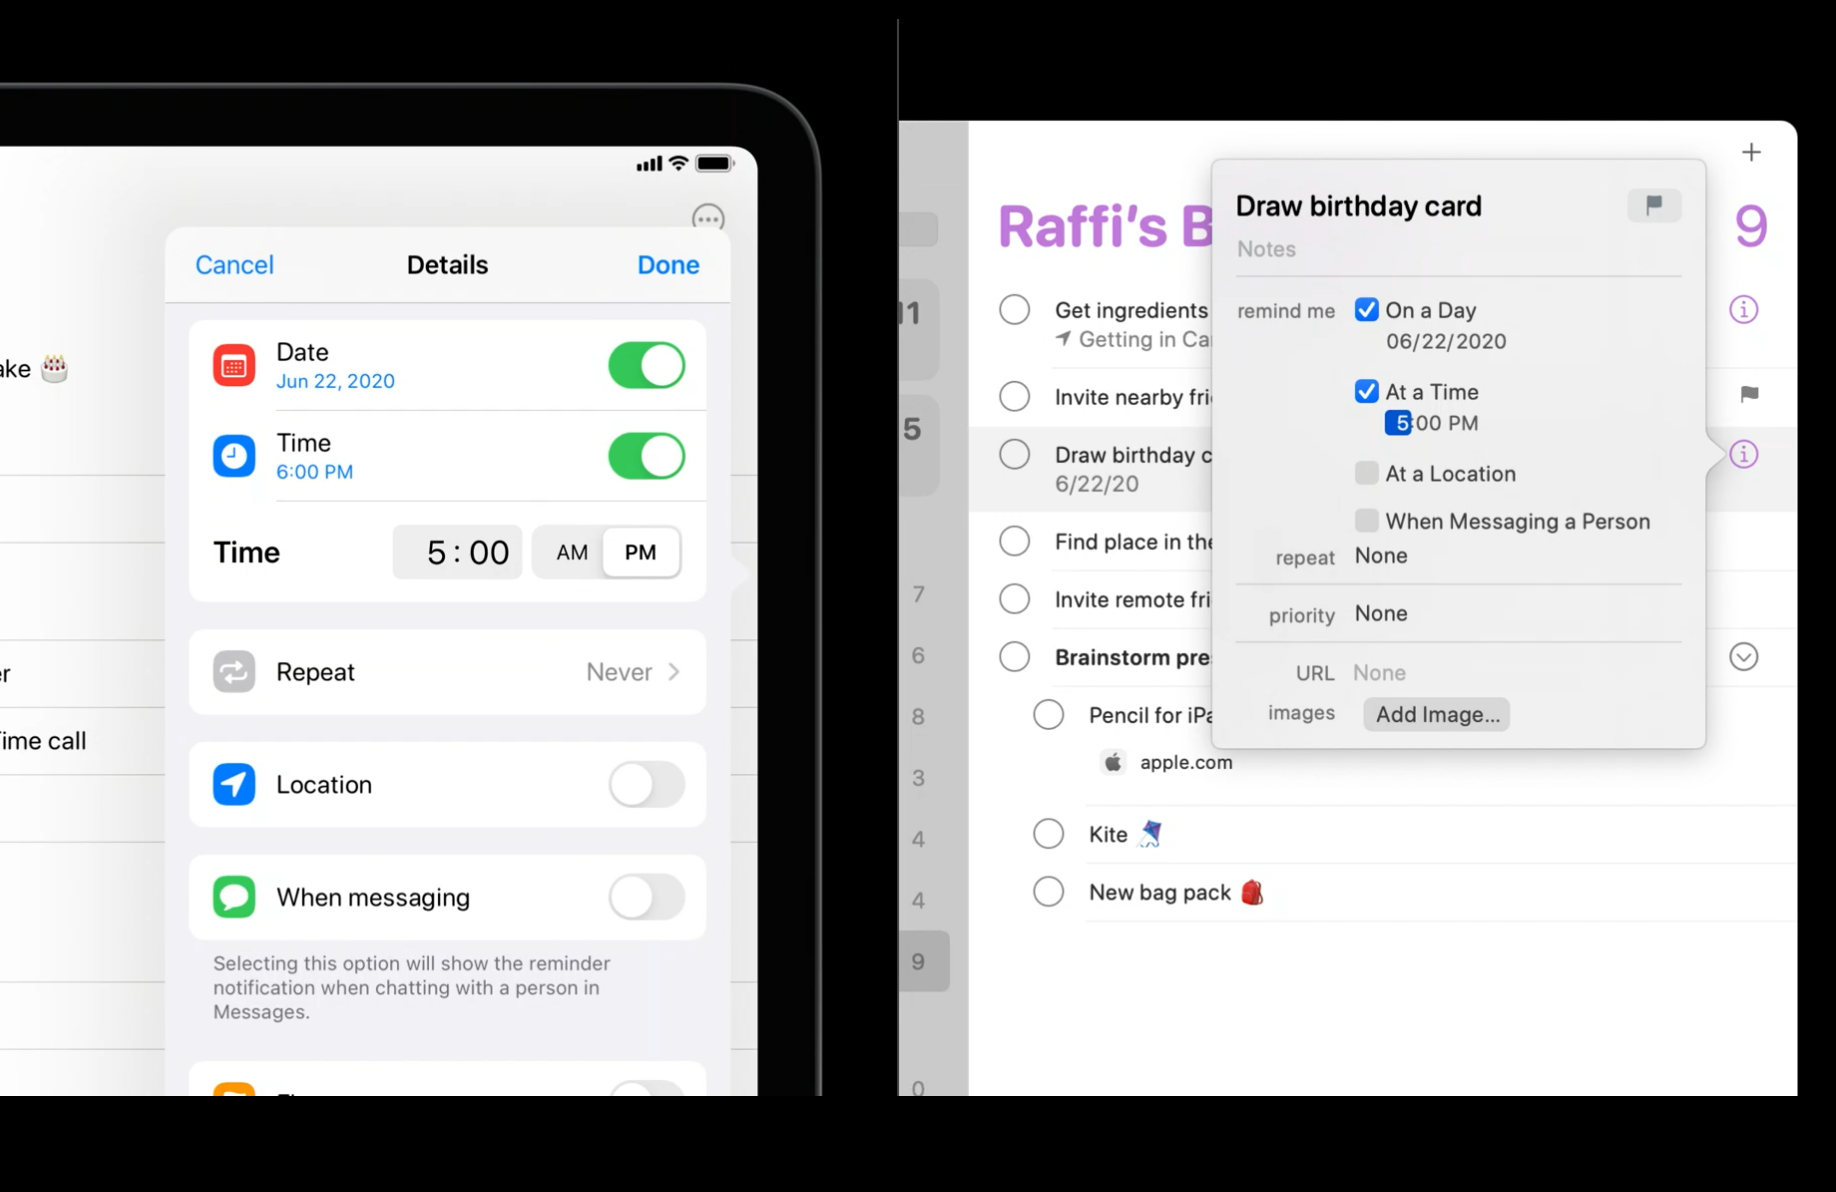 Cancel
Details
Done
Date
Jun 22, 2020
Time
6:00 PM
Time
5:00
AM
PM
Repeat
Never
Location
When messaging
Selecting this option will show the reminder
notification when chatting with a person in
Messages.
ake 🎂
r
ime call
11
5
7
6
8
3
4
4
9
0
+
Raffi's B
9
Get ingredients
Getting in Ca
Invite nearby fri
Draw birthday c
6/22/20
Find place in the
Invite remote fri
Brainstorm pre
Pencil for iPa
apple.com
Kite 🪁
New bag pack 🎒
Draw birthday card
Notes
remind me
On a Day
06/22/2020
At a Time
5:00 PM
At a Location
When Messaging a Person
repeat None
priority None
URL None
images Add Image...